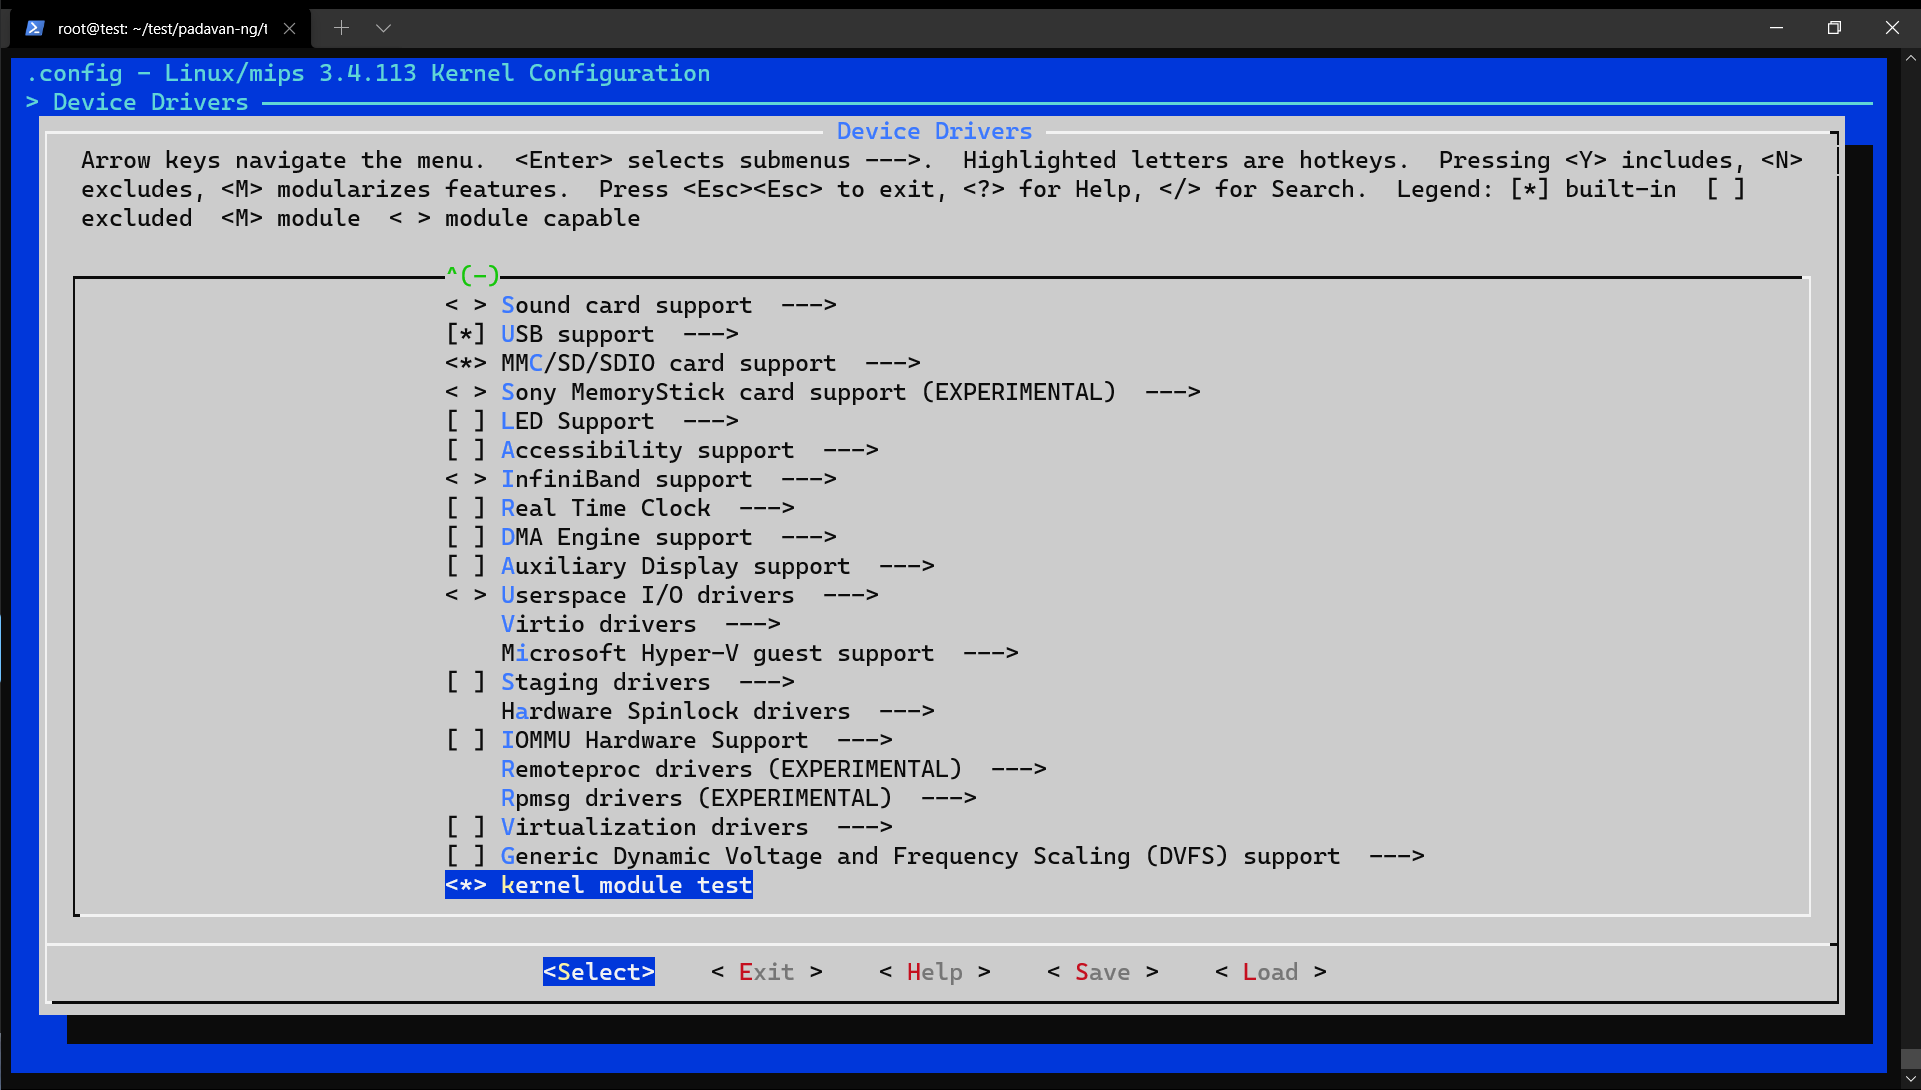 root@test: ~/test/padavan-ng/t
.config - Linux/mips 3.4.113 Kernel Configuration
> Device Drivers
Device Drivers
Arrow keys navigate the menu.  <Enter> selects submenus --->.  Highlighted letters are hotkeys.  Pressing <Y> includes, <N>
excludes, <M> modularizes features.  Press <Esc><Esc> to exit, <?> for Help, </> for Search.  Legend: [*] built-in  [ ]
excluded  <M> module  < > module capable
^(-)
< > Sound card support  --->
[*] USB support  --->
<*> MMC/SD/SDIO card support  --->
< > Sony MemoryStick card support (EXPERIMENTAL)  --->
[ ] LED Support  --->
[ ] Accessibility support  --->
< > InfiniBand support  --->
[ ] Real Time Clock  --->
[ ] DMA Engine support  --->
[ ] Auxiliary Display support  --->
< > Userspace I/O drivers  --->
Virtio drivers  --->
Microsoft Hyper-V guest support  --->
[ ] Staging drivers  --->
Hardware Spinlock drivers  --->
[ ] IOMMU Hardware Support  --->
Remoteproc drivers (EXPERIMENTAL)  --->
Rpmsg drivers (EXPERIMENTAL)  --->
[ ] Virtualization drivers  --->
[ ] Generic Dynamic Voltage and Frequency Scaling (DVFS) support  --->
<*> kernel module test
<Select>    < Exit >    < Help >    < Save >    < Load >